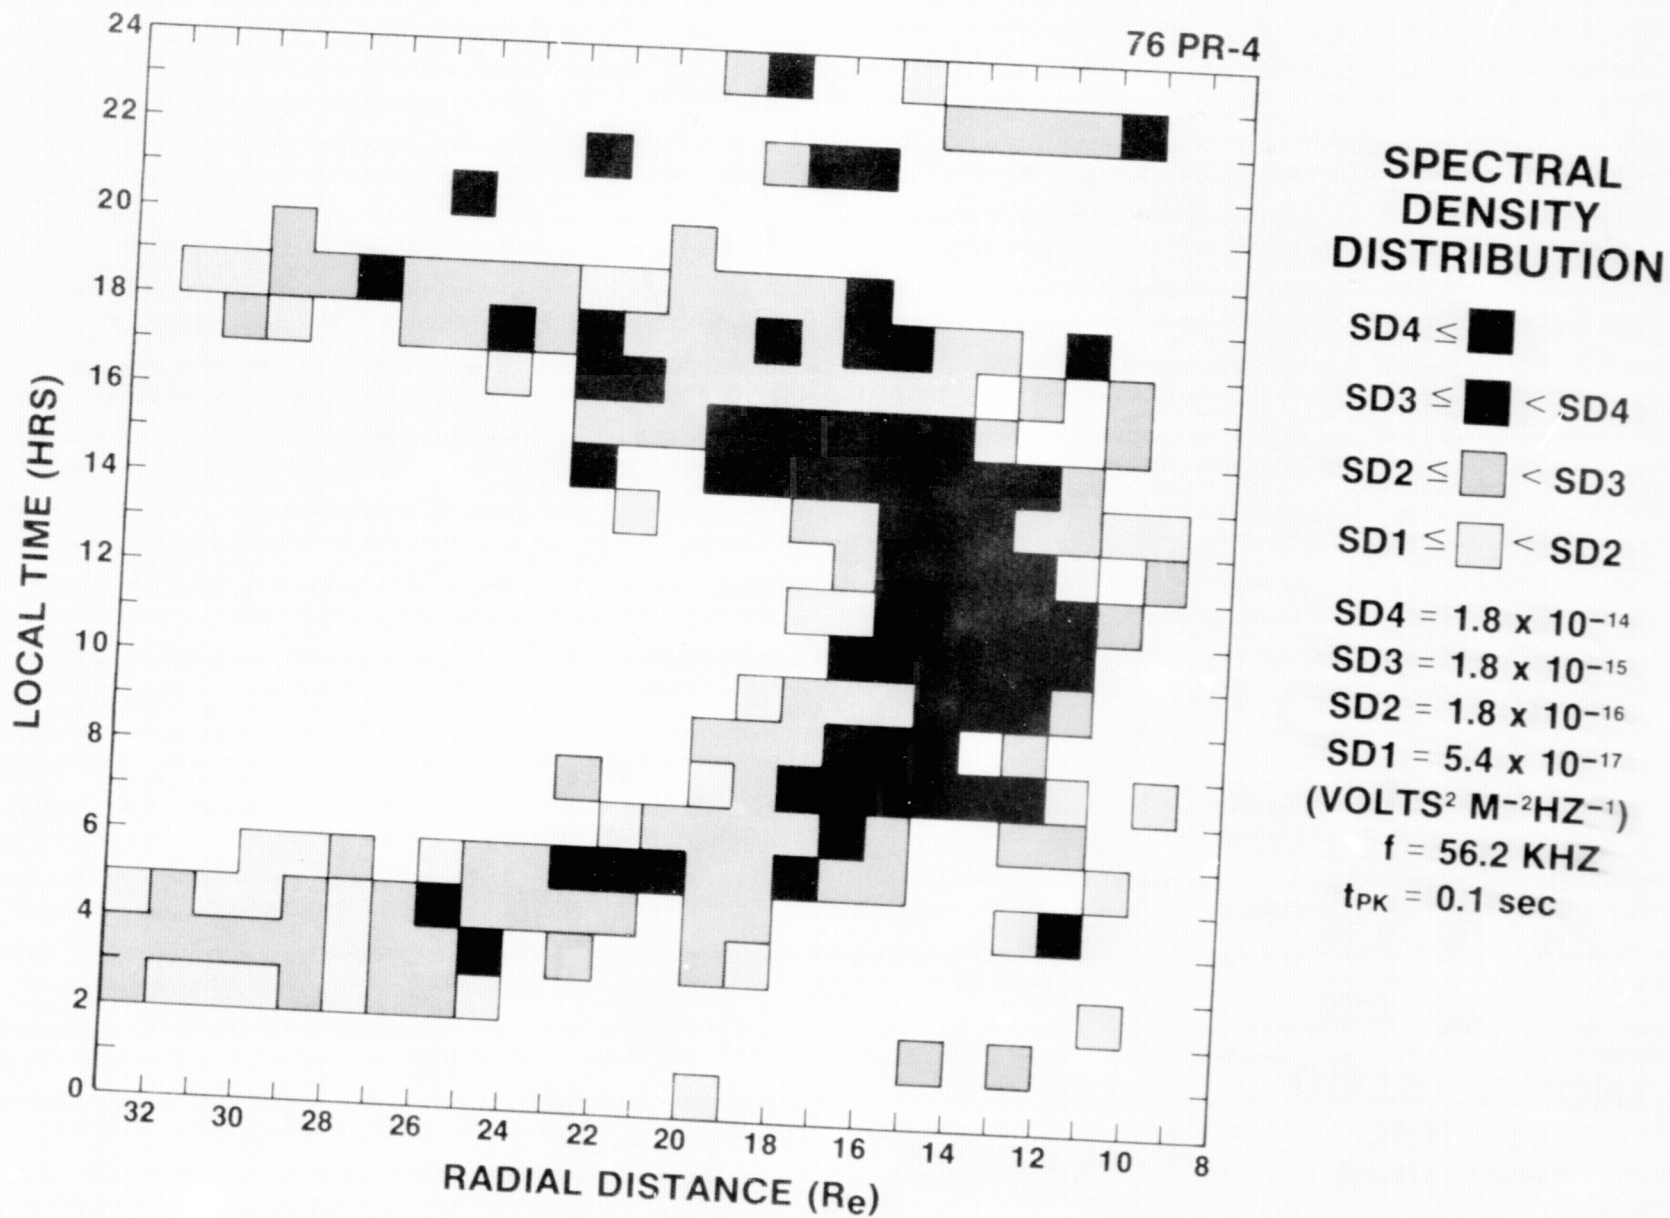 76 PR-4
24
22
20
18
16
14
12
10
8
6
4
2
0
LOCAL TIME (HRS)
32 30 28 26 24 22 20 18 16 14 12 10 8
RADIAL DISTANCE (Re)
SPECTRAL
DENSITY
DISTRIBUTION
SD4 ≤
SD3 ≤ < SD4
SD2 ≤ < SD3
SD1 ≤ < SD2
SD4 = 1.8 x 10⁻¹⁴
SD3 = 1.8 x 10⁻¹⁵
SD2 = 1.8 x 10⁻¹⁶
SD1 = 5.4 x 10⁻¹⁷
(VOLTS² M⁻²HZ⁻¹)
f = 56.2 KHZ
tPK = 0.1 sec